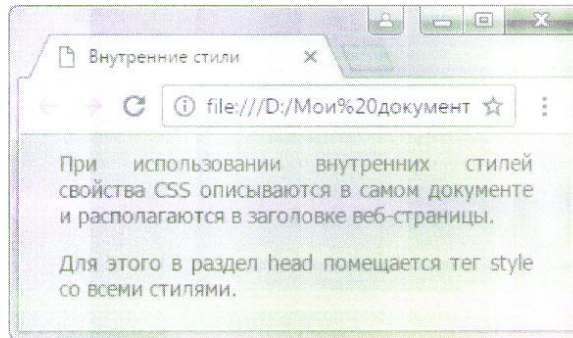 Внутренние стили
file:///D:/Мои%20документ
При использовании внутренних стилей
свойства CSS описываются в самом документе
и располагаются в заголовке веб-страницы.
Для этого в раздел head помещается тег style
со всеми стилями.